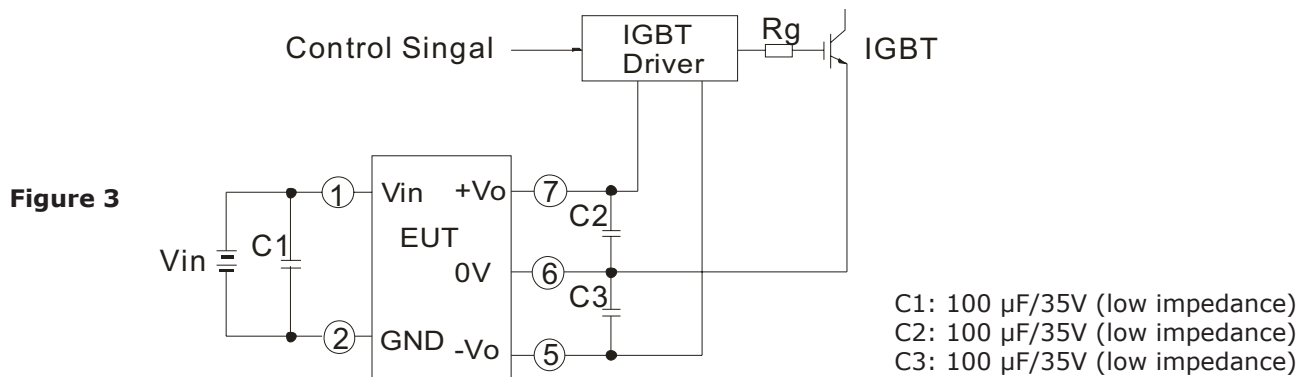 Control Singal
IGBT
Driver
Rg
IGBT
Figure 3
Vin
C1
1
2
Vin
+Vo
EUT
0V
GND
-Vo
7
6
5
C2
C3
C1: 100 µF/35V (low impedance)
C2: 100 µF/35V (low impedance)
C3: 100 µF/35V (low impedance)